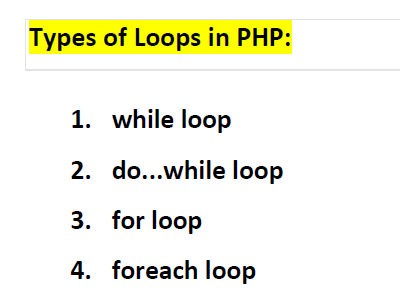 Types of Loops in PHP:
1. while loop
2. do...while loop
3. for loop
4. foreach loop